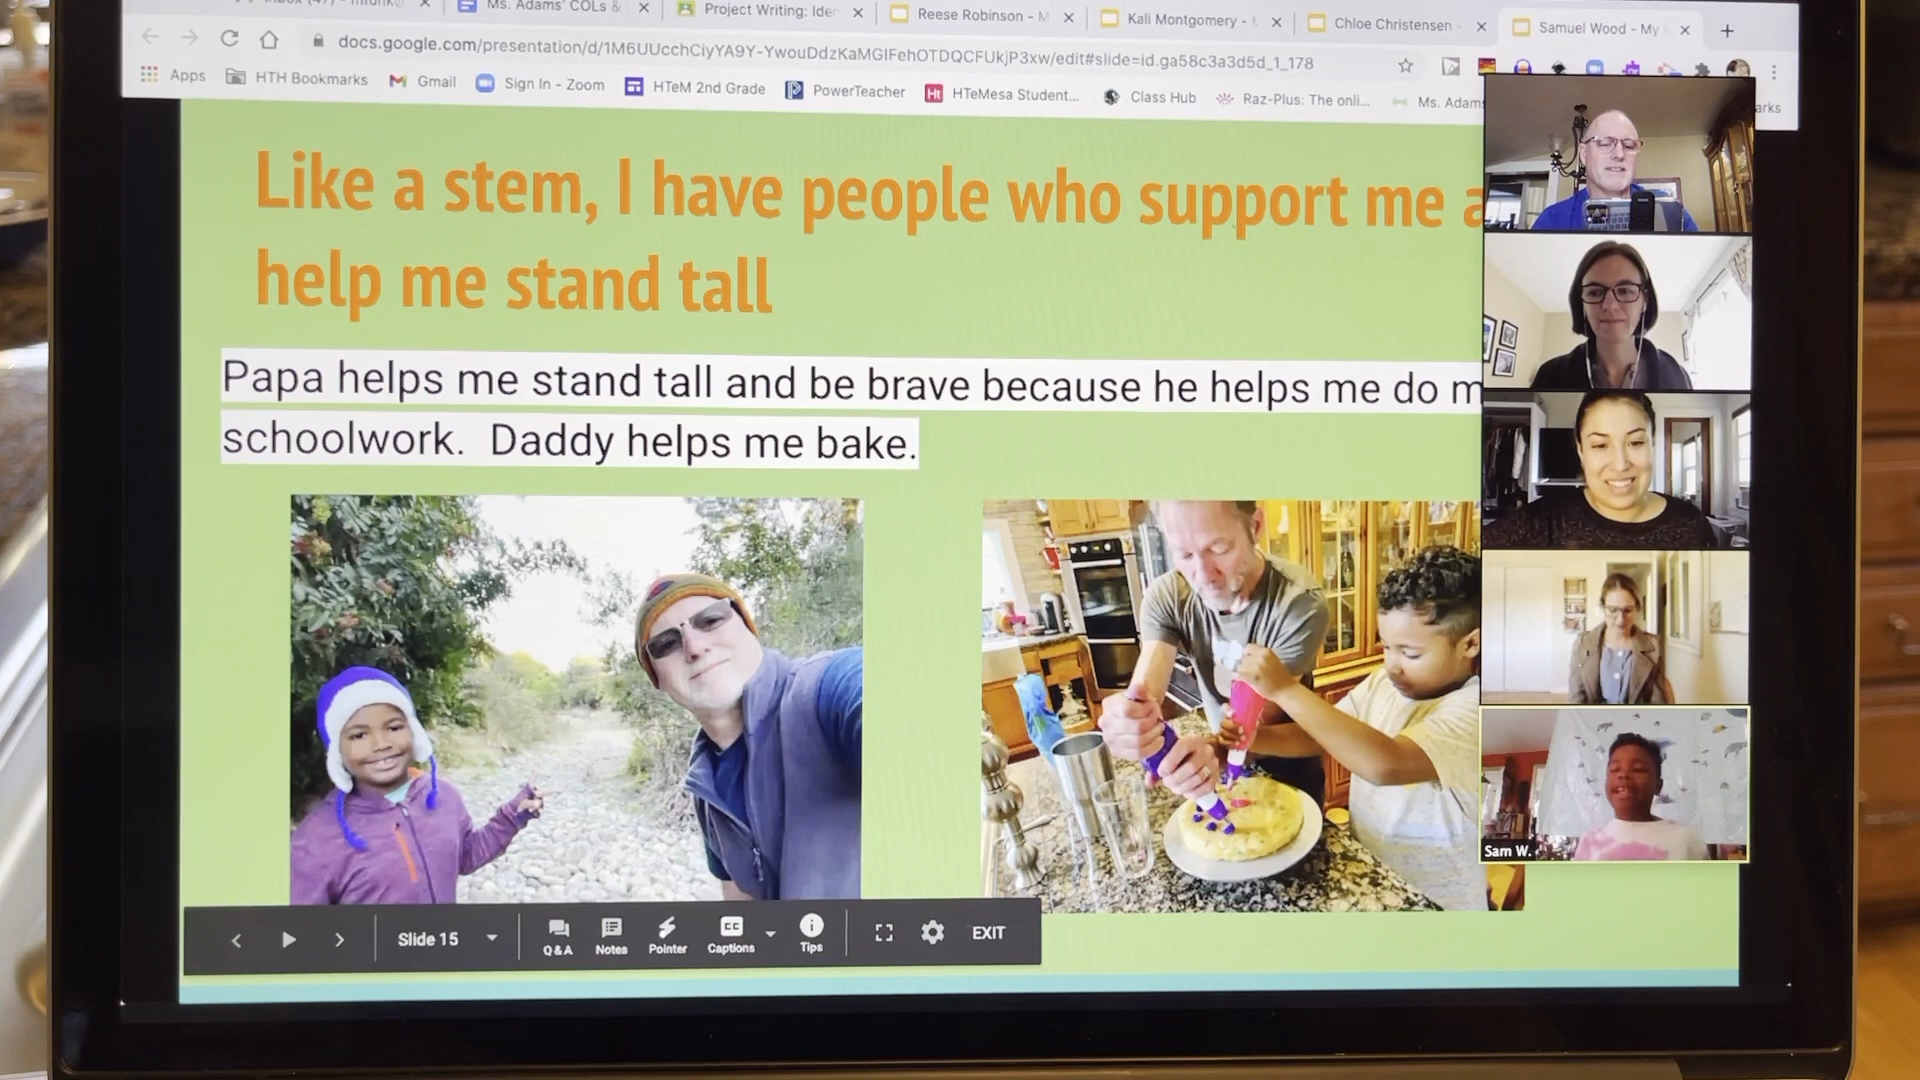 Ms. Adams' COLs &
Project Writing: Iden
Reese Robinson - M
Kali Montgomery -
Chloe Christensen -
Samuel Wood - My
docs.google.com/presentation/d/1M6UUcchCiyYA9Y-YwouDdzKaMGIFehOTDQCFUkjP3xw/edit#slide=id.ga58c3a3d5d_1_178
Apps HTH Bookmarks Gmail Sign In - Zoom HTeM 2nd Grade PowerTeacher HTeMesa Student... Class Hub Raz-Plus: The onli... Ms. Adams
Like a stem, I have people who support me a
help me stand tall
Papa helps me stand tall and be brave because he helps me do m
schoolwork. Daddy helps me bake.
Sam W.
Slide 15 Q&A Notes Pointer CC Captions Tips EXIT